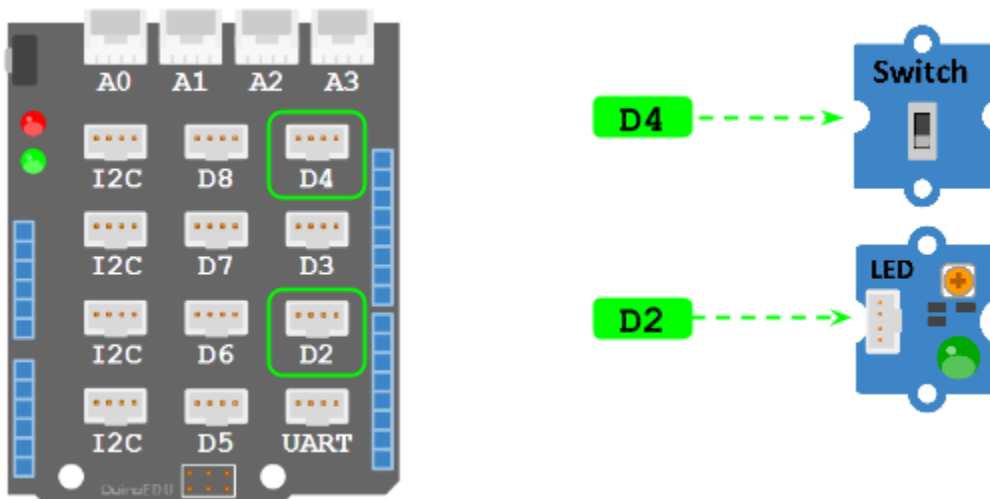 A0 A1 A2 A3
I2C D8 D4
I2C D7 D3
I2C D6 D2
I2C D5 UART
DuinoEDU
D4
Switch
D2
LED